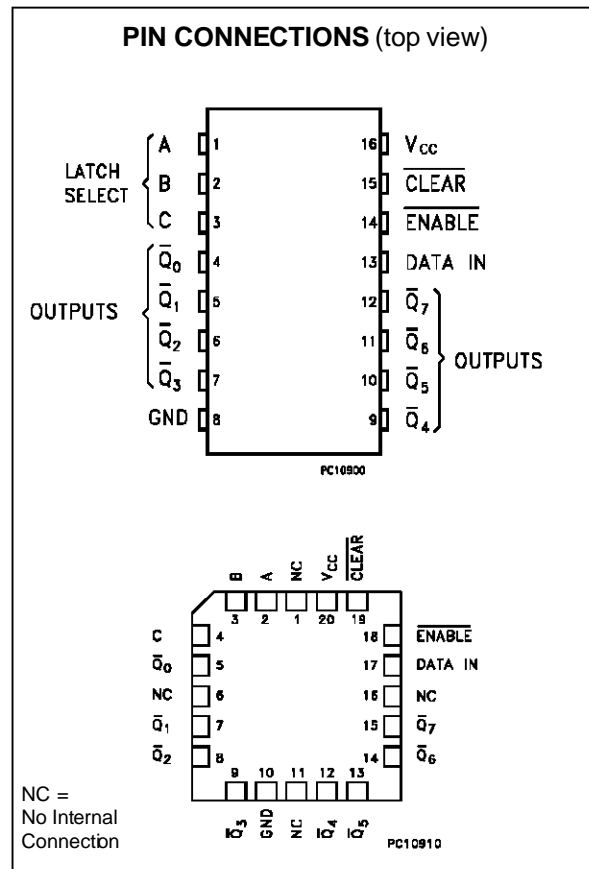 PIN CONNECTIONS (top view)
LATCH SELECT
A 1
B 2
C 3
OUTPUTS
Q̅0 4
Q̅1 5
Q̅2 6
Q̅3 7
GND 8
16 VCC
15 C̅L̅E̅A̅R̅
14 E̅N̅A̅B̅L̅E̅
13 DATA IN
12 Q̅7
11 Q̅6
10 Q̅5
9 Q̅4
OUTPUTS
PC10900
B A NC VCC C̅L̅E̅A̅R̅
3 2 1 20 19
C 4
Q̅0 5
NC 6
Q̅1 7
Q̅2 8
18 E̅N̅A̅B̅L̅E̅
17 DATA IN
16 NC
15 Q̅7
14 Q̅6
9 10 11 12 13
Q̅3 GND NC Q̅4 Q̅5
NC =
No Internal
Connection
PC10910